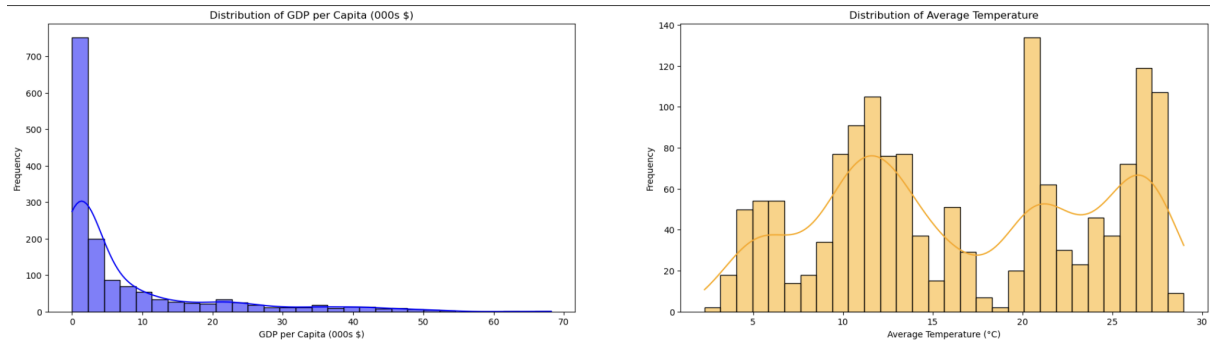 Distribution of GDP per Capita (000s $)
700
600
500
400
300
200
100
0
Frequency
0 10 20 30 40 50 60 70
GDP per Capita (000s $)
Distribution of Average Temperature
140
120
100
80
60
40
20
0
Frequency
5 10 15 20 25 30
Average Temperature (°C)